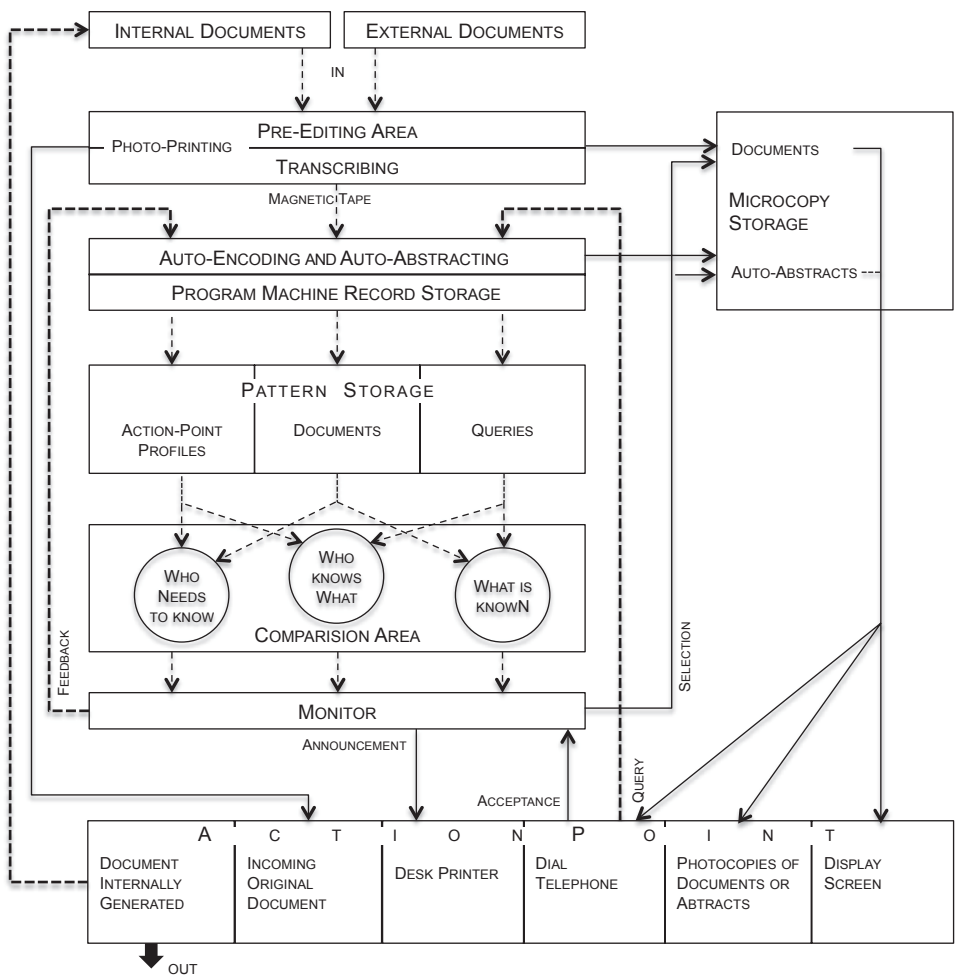 INTERNAL DOCUMENTS
EXTERNAL DOCUMENTS
IN
PRE-EDITING AREA
PHOTO-PRINTING
TRANSCRIBING
MAGNETIC TAPE
DOCUMENTS
MICROCOPY
STORAGE
AUTO-ABSTRACTS
AUTO-ENCODING AND AUTO-ABSTRACTING
PROGRAM MACHINE RECORD STORAGE
PATTERN STORAGE
ACTION-POINT
PROFILES
DOCUMENTS
QUERIES
WHO
NEEDS
TO KNOW
WHO
KNOWS
WHAT
WHAT IS
KNOWN
COMPARISION AREA
FEEDBACK
SELECTION
MONITOR
ANNOUNCEMENT
ACCEPTANCE
QUERY
A C T I O N P O I N T
DOCUMENT
INTERNALLY
GENERATED
INCOMING
ORIGINAL
DOCUMENT
DESK PRINTER
DIAL
TELEPHONE
PHOTOCOPIES OF
DOCUMENTS OR
ABTRACTS
DISPLAY
SCREEN
OUT